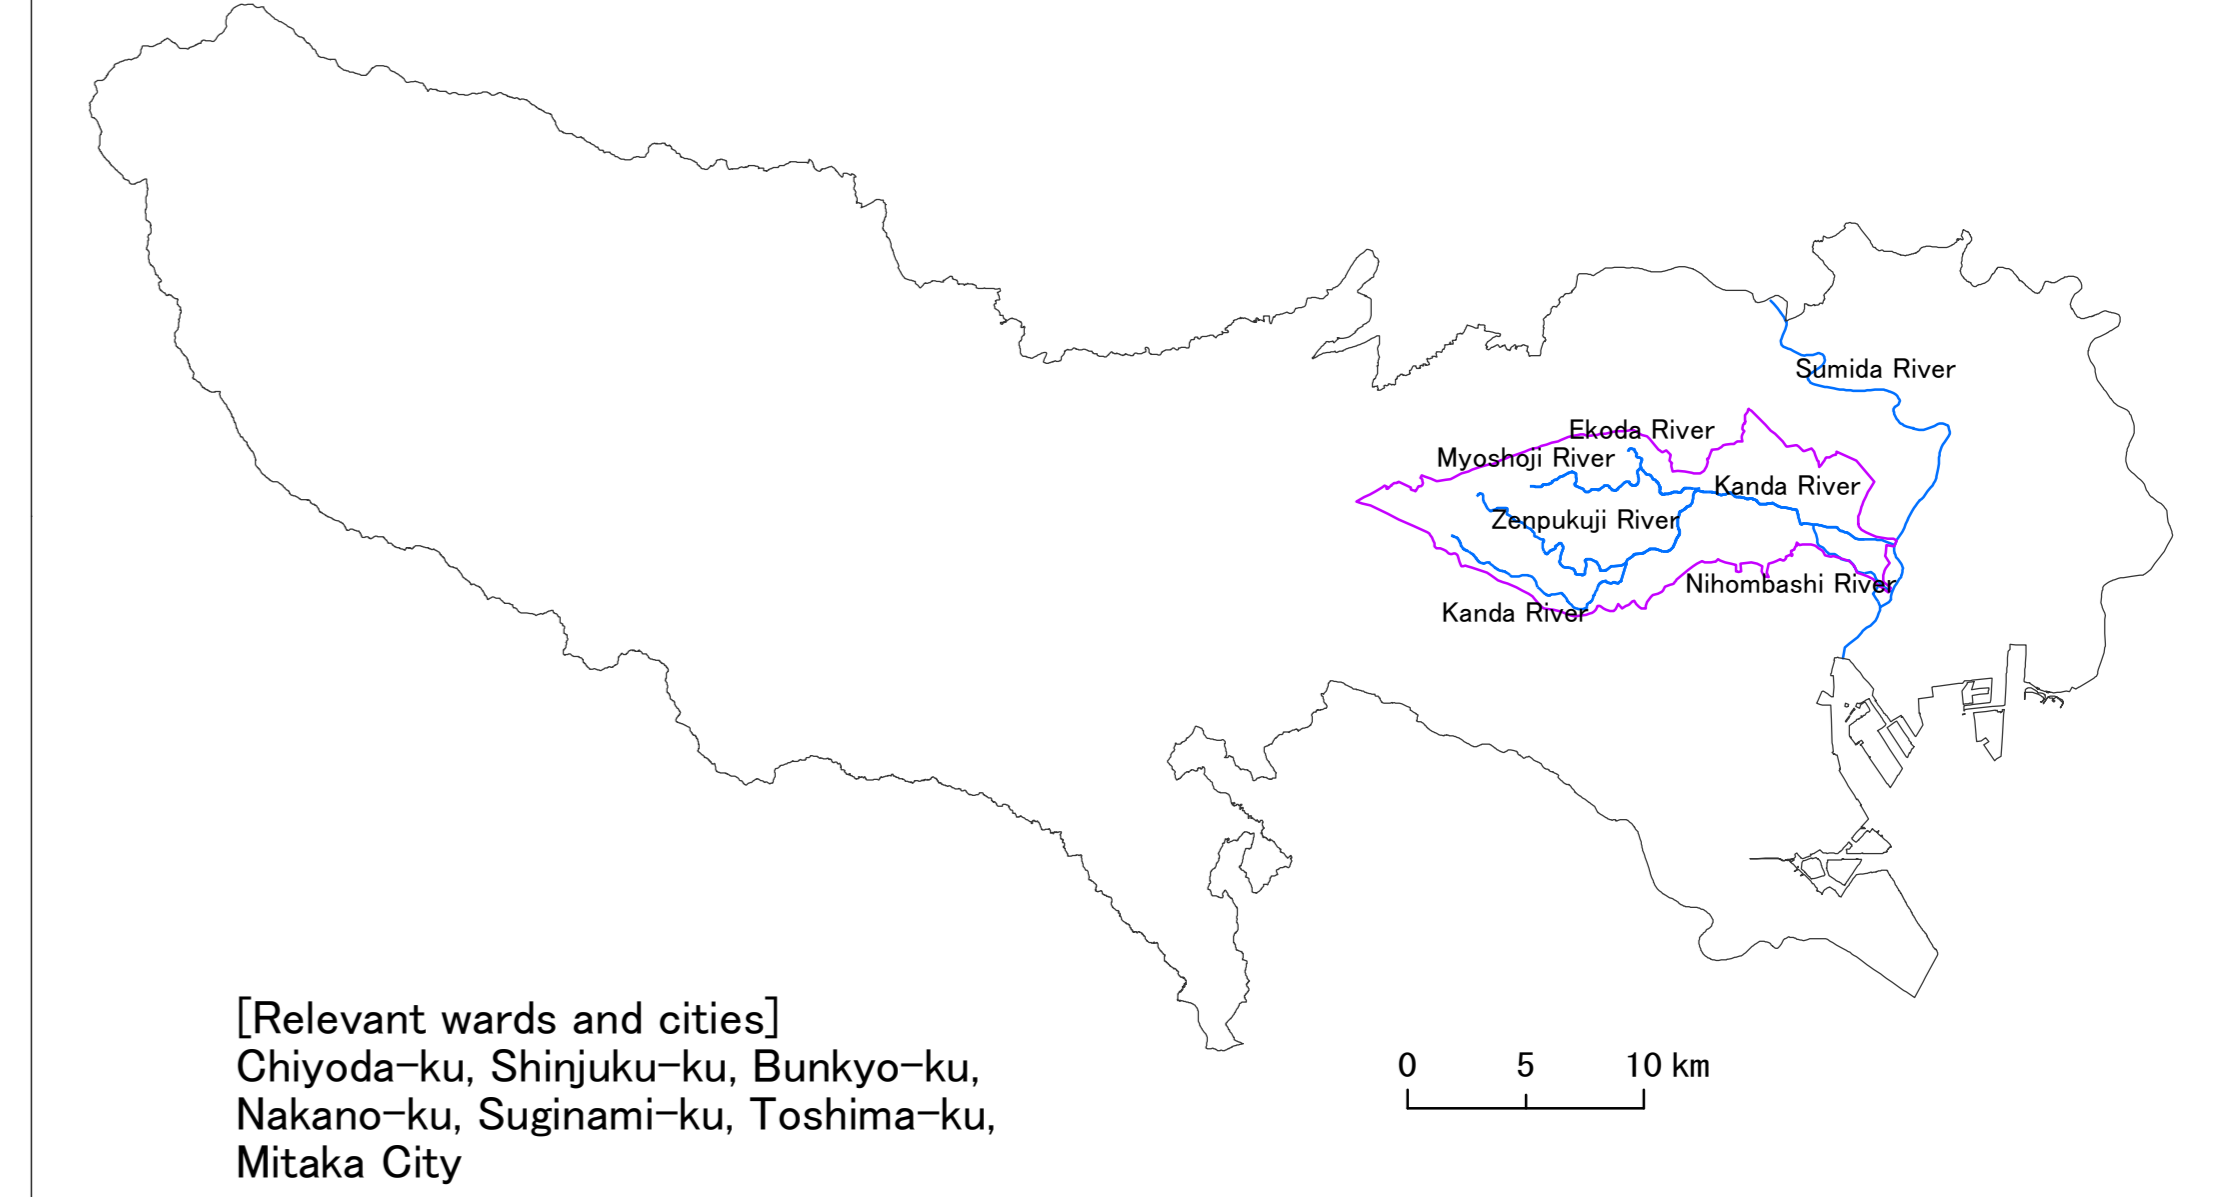 Sumida River
Ekoda River
Myoshoji River
Kanda River
Zenpukuji River
Nihombashi River
Kanda River
[Relevant wards and cities]
Chiyoda-ku, Shinjuku-ku, Bunkyo-ku,
Nakano-ku, Suginami-ku, Toshima-ku,
Mitaka City
0 5 10 km